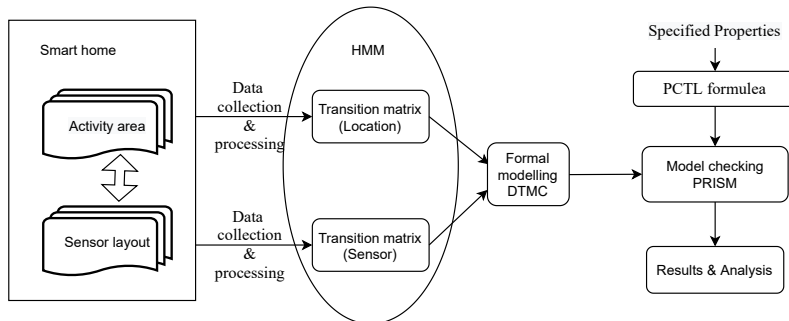 Smart home
Activity area
Sensor layout
Data
collection
&
processing
Data
collection
&
processing
HMM
Transition matrix
(Location)
Transition matrix
(Sensor)
Formal
modelling
DTMC
Specified Properties
PCTL formulea
Model checking
PRISM
Results & Analysis